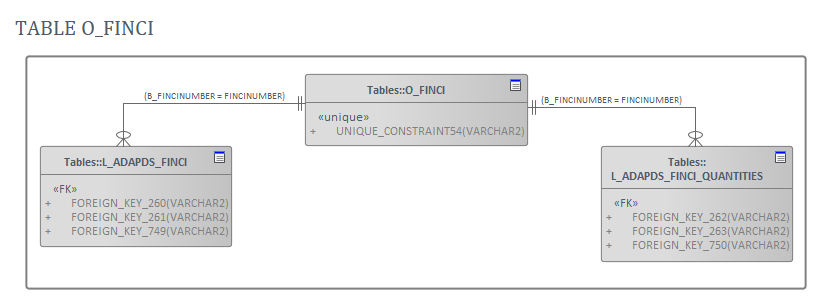 TABLE O_FINCI
Tables::O_FINCI
«unique»
+ UNIQUE_CONSTRAINT54(VARCHAR2)
(B_FINCINUMBER = FINCINUMBER)
(B_FINCINUMBER = FINCINUMBER)
Tables::L_ADAPDS_FINCI
«FK»
+ FOREIGN_KEY_260(VARCHAR2)
+ FOREIGN_KEY_261(VARCHAR2)
+ FOREIGN_KEY_749(VARCHAR2)
Tables::
L_ADAPDS_FINCI_QUANTITIES
«FK»
+ FOREIGN_KEY_262(VARCHAR2)
+ FOREIGN_KEY_263(VARCHAR2)
+ FOREIGN_KEY_750(VARCHAR2)